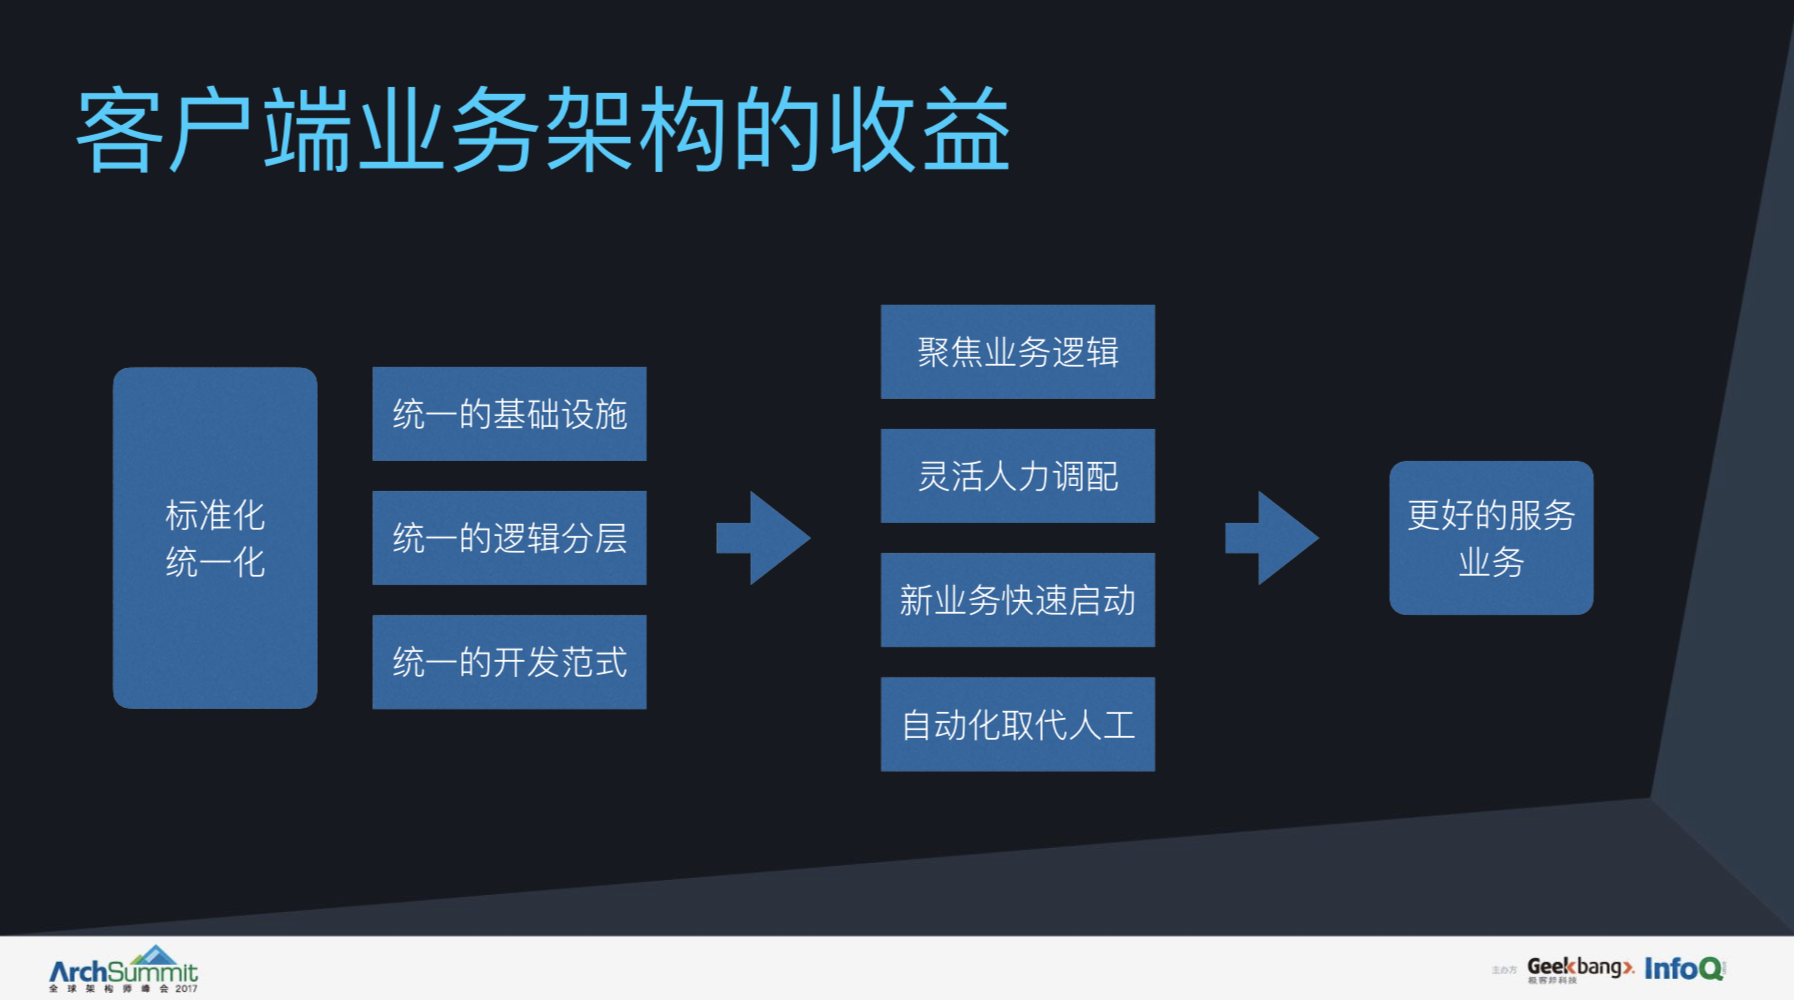 客户端业务架构的收益
标准化
统一化
统一的基础设施
统一的逻辑分层
统一的开发范式
聚焦业务逻辑
灵活人力调配
新业务快速启动
自动化取代人工
更好的服务
业务
ArchSummit
全球架构师峰会 2017
主办方
Geekbang>.
极客邦科技
InfoQ